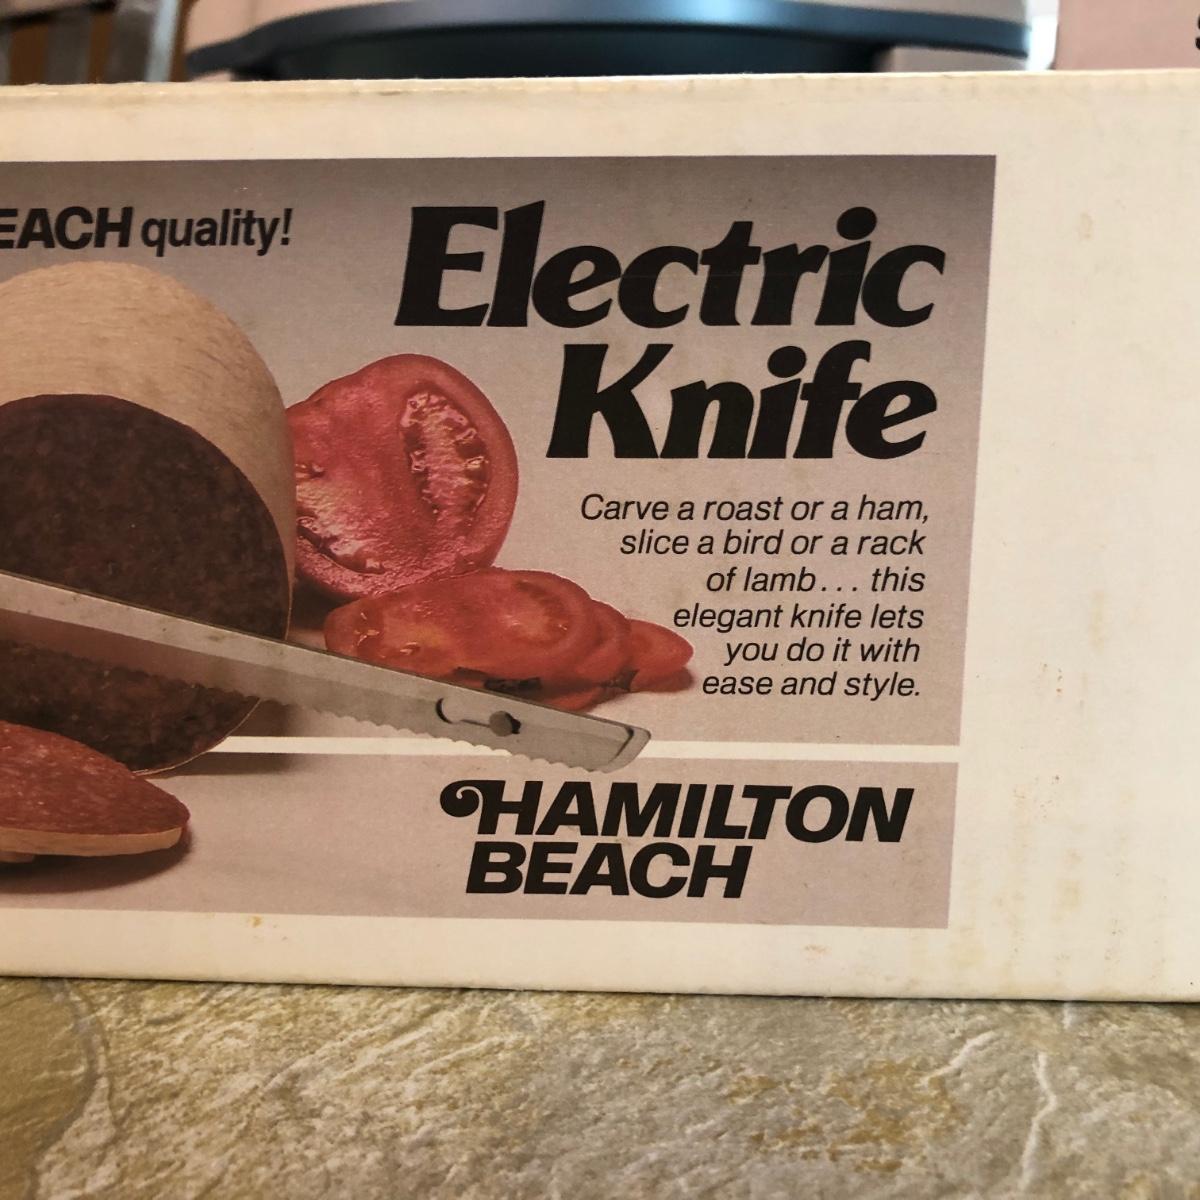 EACH quality!
Electric
Knife
Carve a roast or a ham,
slice a bird or a rack
of lamb... this
elegant knife lets
you do it with
ease and style.
HAMILTON
BEACH